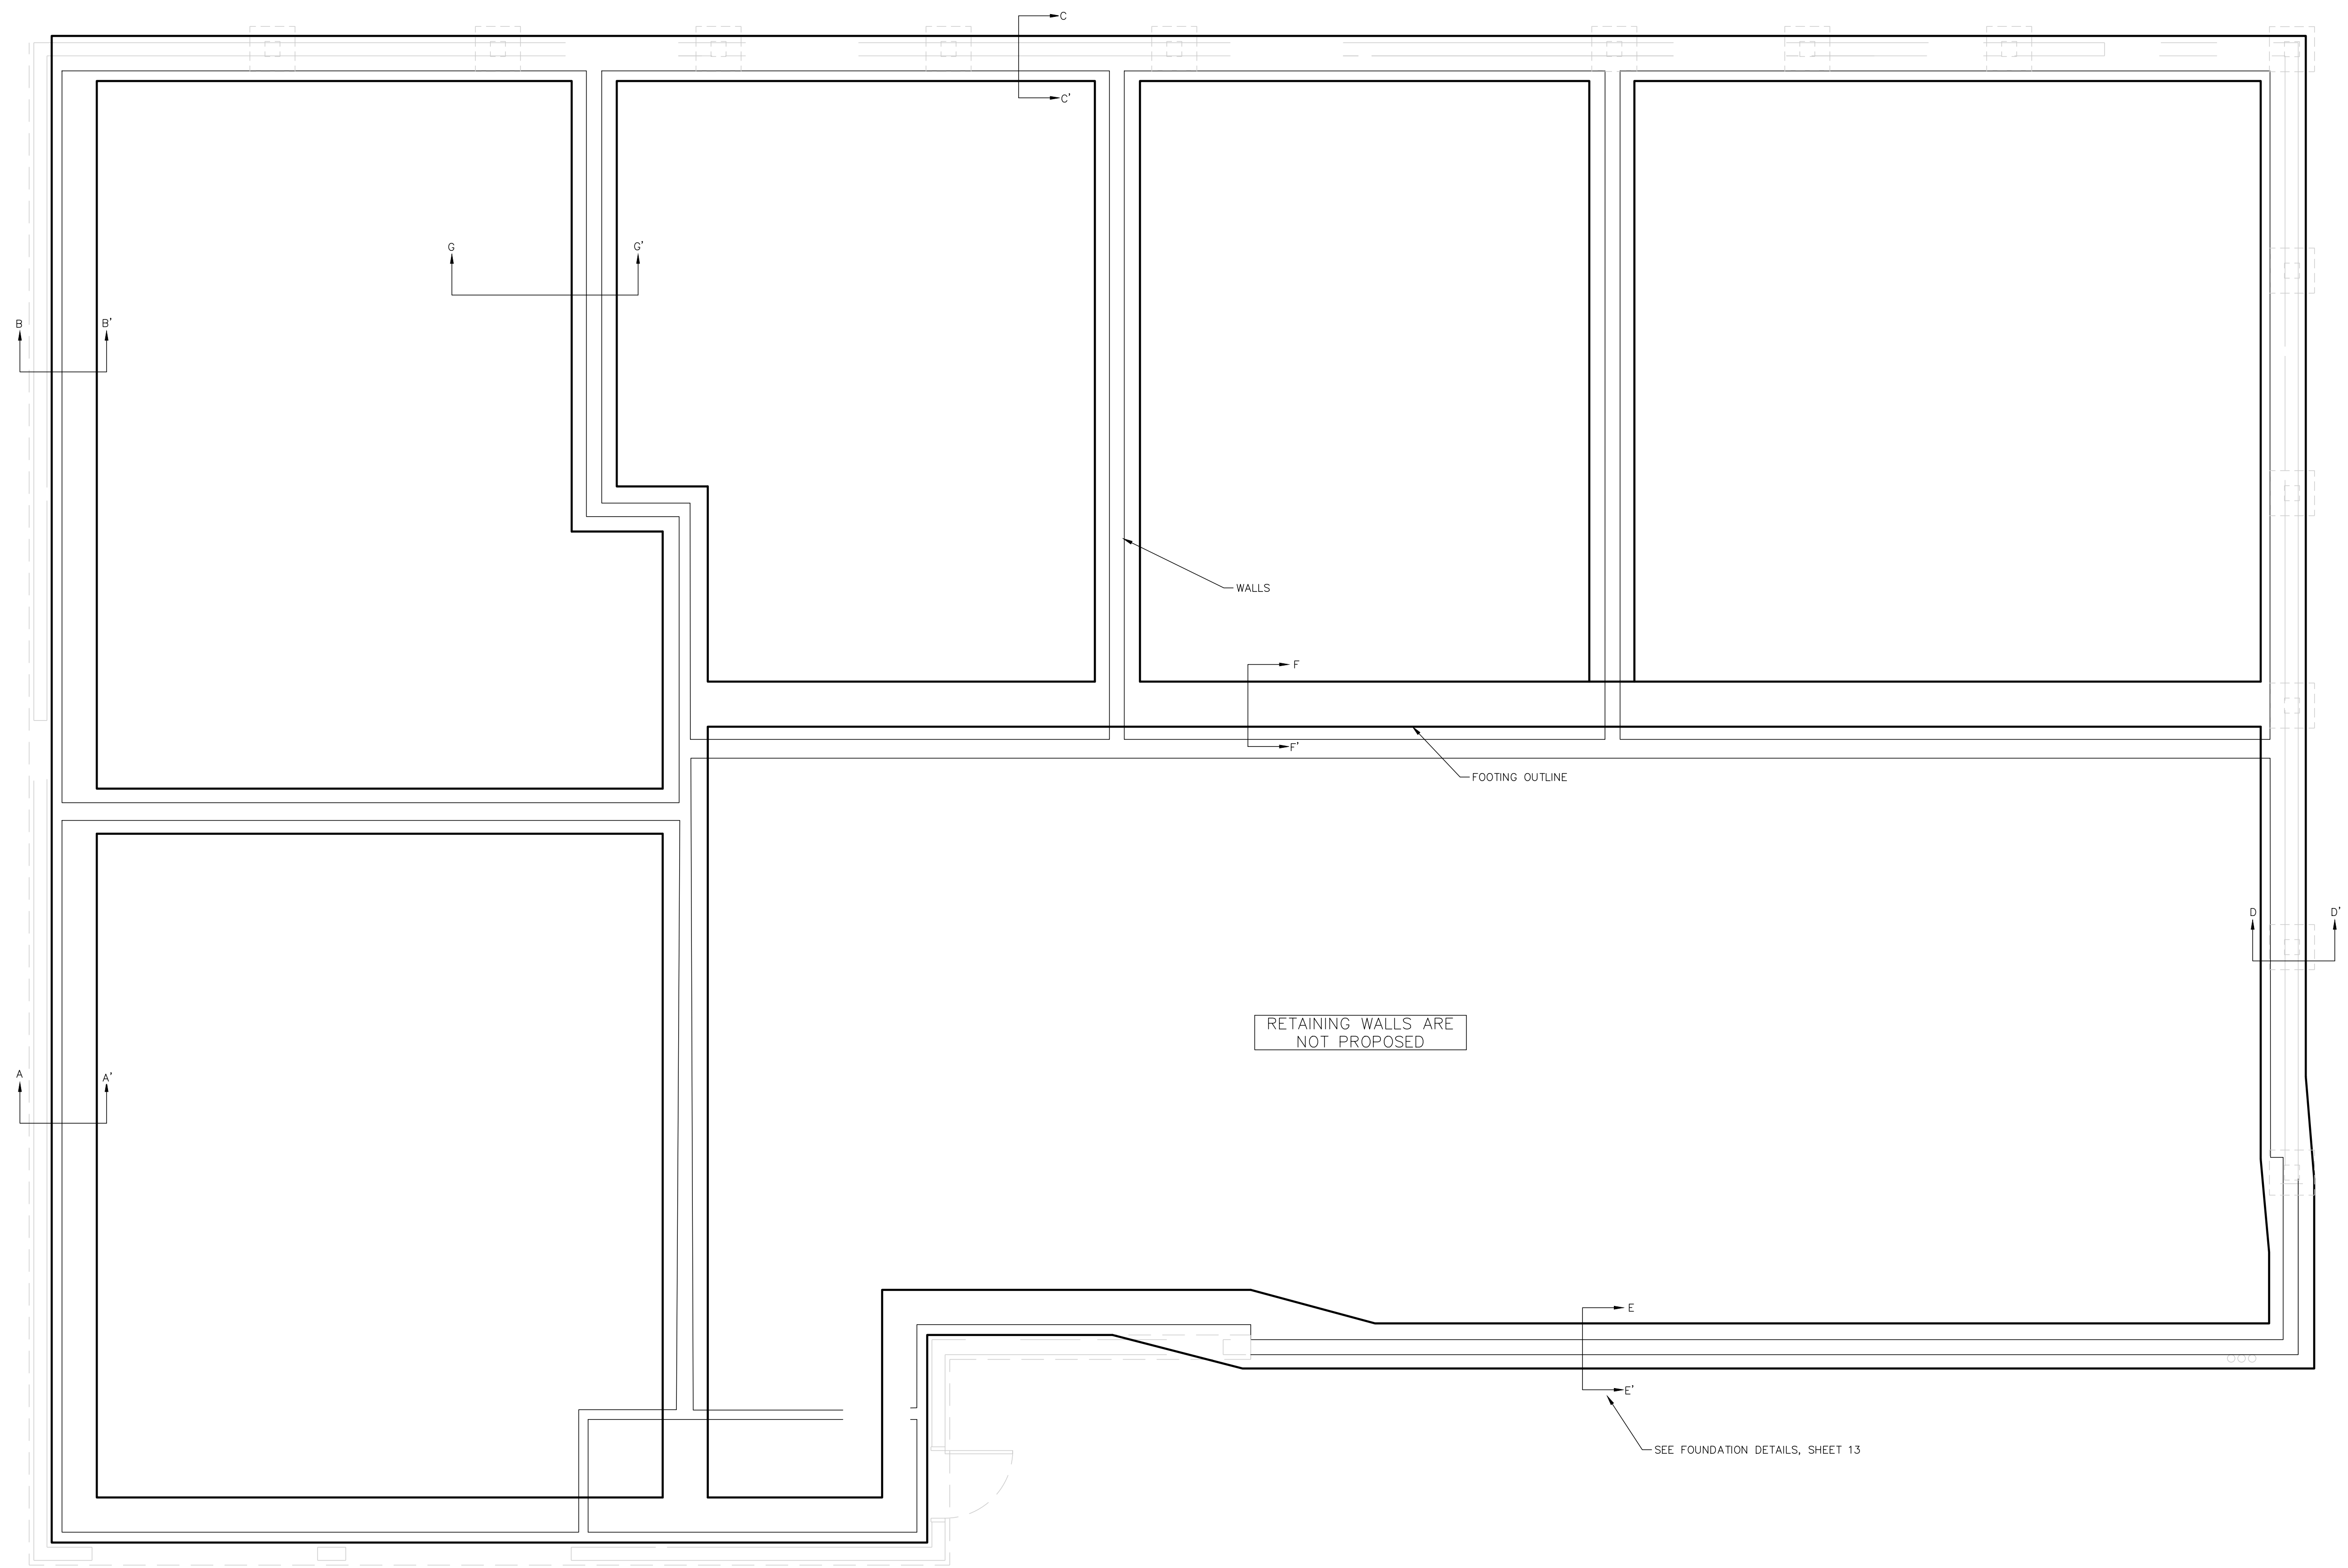 C
C'
G
G'
B
B'
WALLS
F
F'
FOOTING OUTLINE
D
D'
RETAINING WALLS ARE
NOT PROPOSED
A
A'
E
E'
SEE FOUNDATION DETAILS, SHEET 13